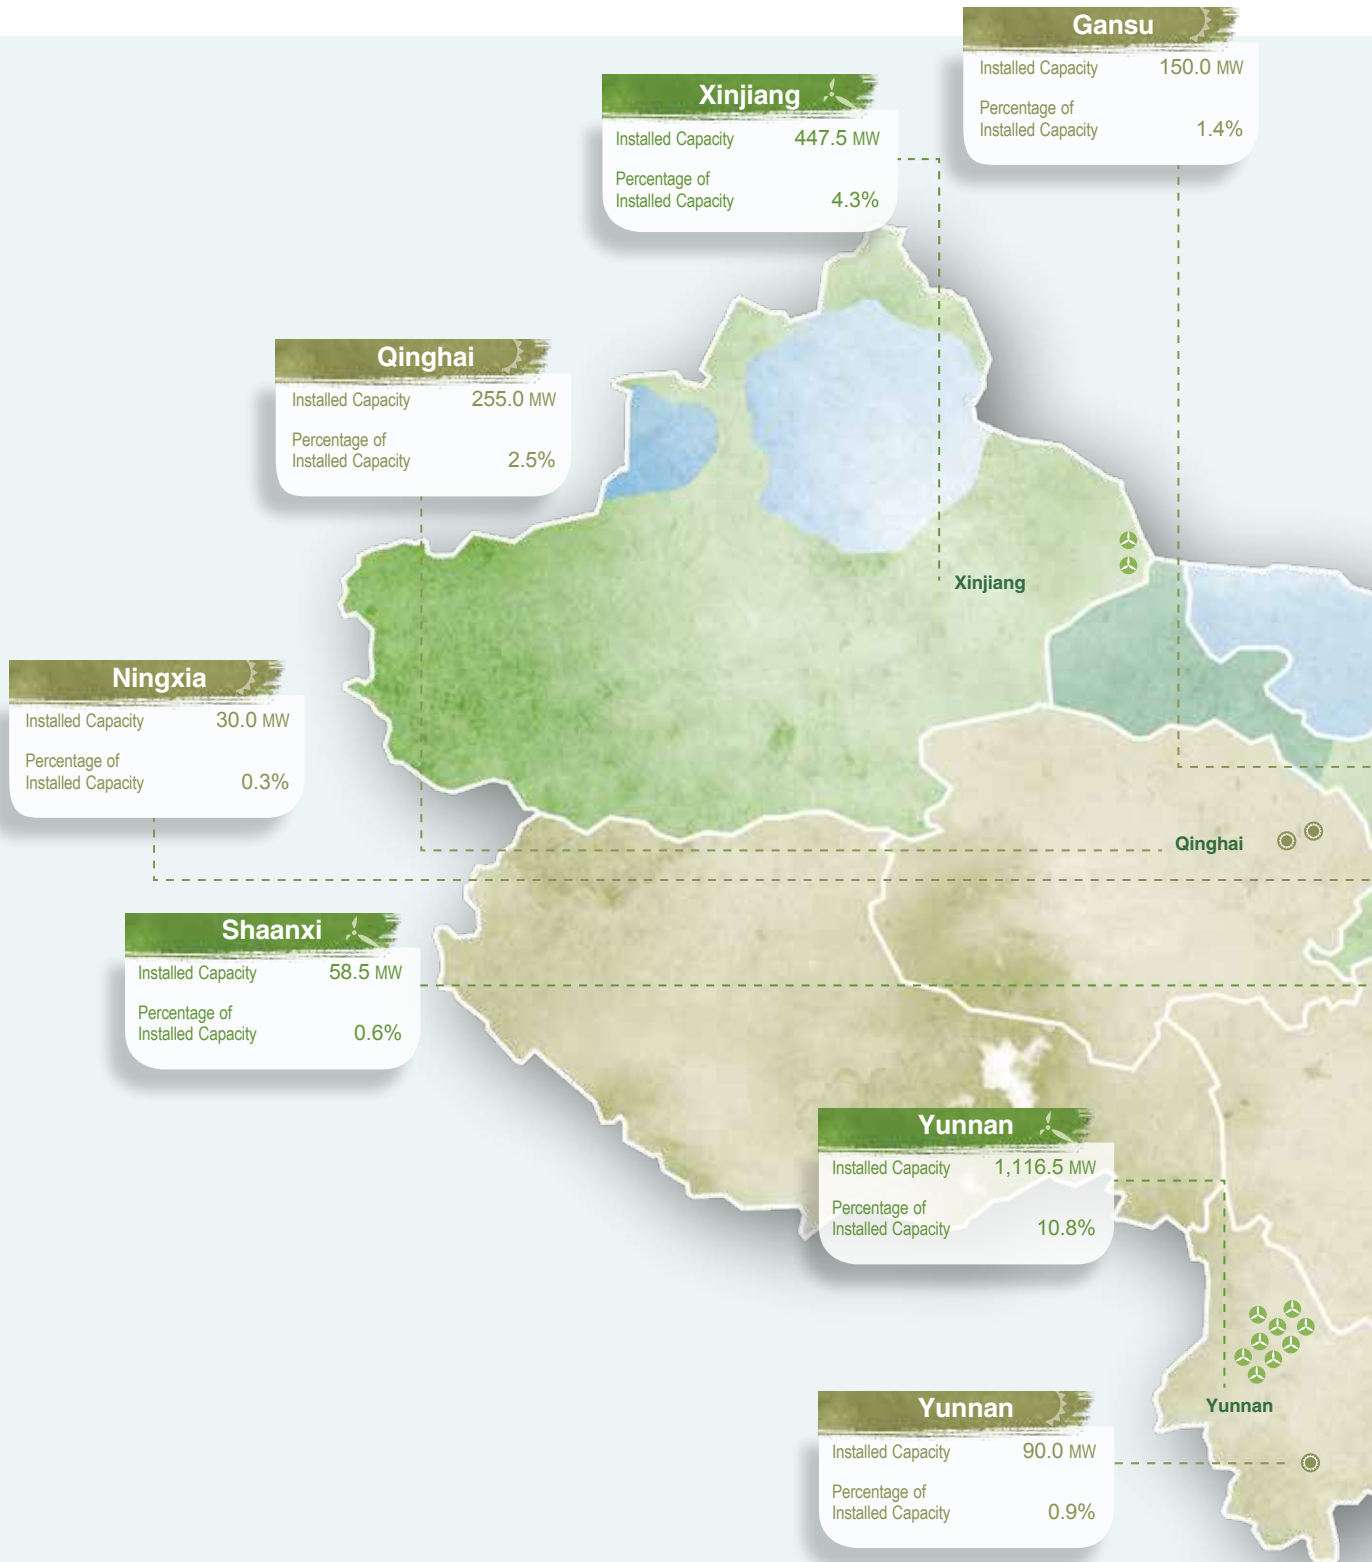 Gansu
Installed Capacity 150.0 MW
Percentage of
Installed Capacity 1.4%
Xinjiang
Installed Capacity 447.5 MW
Percentage of
Installed Capacity 4.3%
Qinghai
Installed Capacity 255.0 MW
Percentage of
Installed Capacity 2.5%
Xinjiang
Ningxia
Installed Capacity 30.0 MW
Percentage of
Installed Capacity 0.3%
Qinghai
Shaanxi
Installed Capacity 58.5 MW
Percentage of
Installed Capacity 0.6%
Yunnan
Installed Capacity 1,116.5 MW
Percentage of
Installed Capacity 10.8%
Yunnan
Yunnan
Installed Capacity 90.0 MW
Percentage of
Installed Capacity 0.9%